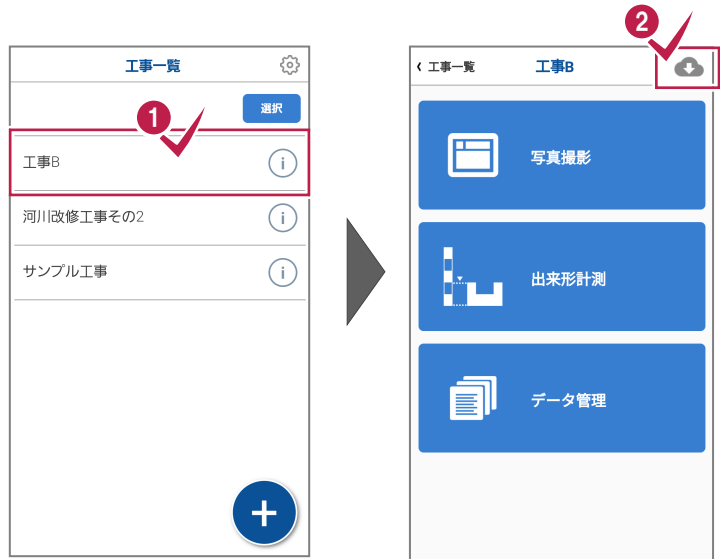 1
2
工事一覧
選択
工事B
i
河川改修工事その2
i
サンプル工事
i
+
‹ 工事一覧
工事B
写真撮影
出来形計測
データ管理